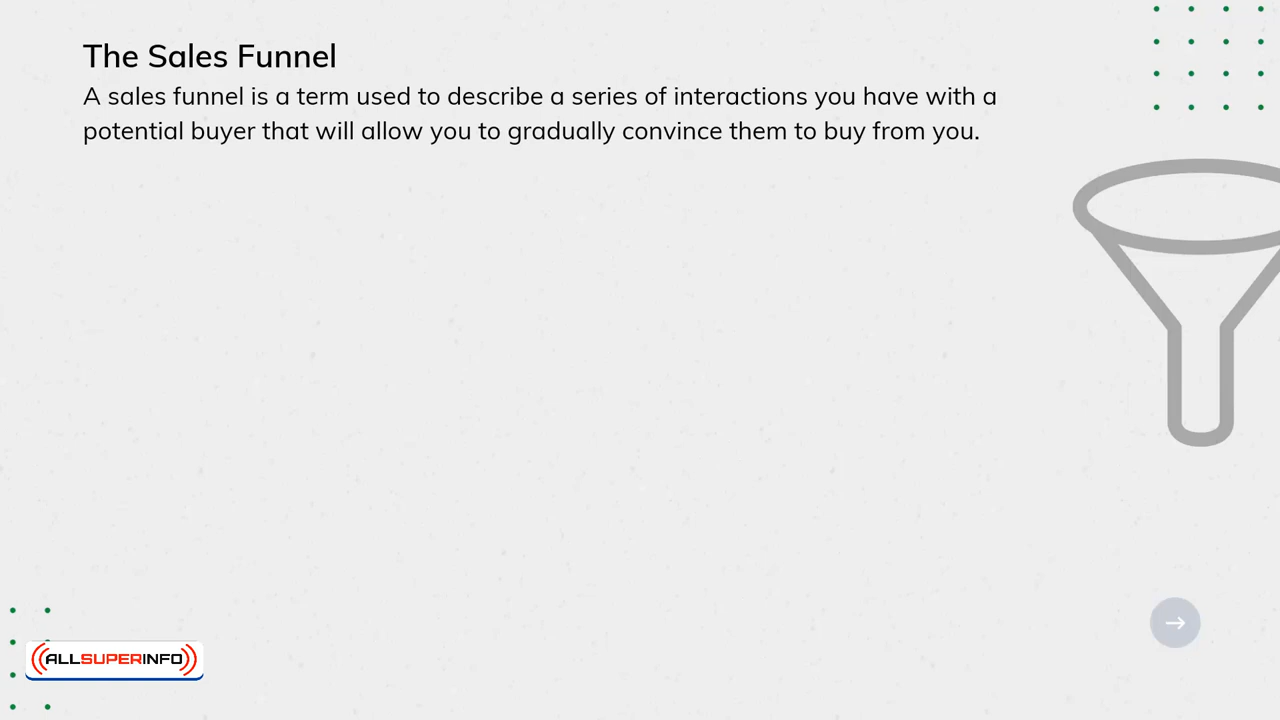 The Sales Funnel
A sales funnel is a term used to describe a series of interactions you have with a
potential buyer that will allow you to gradually convince them to buy from you.
ALLSUPERINFO